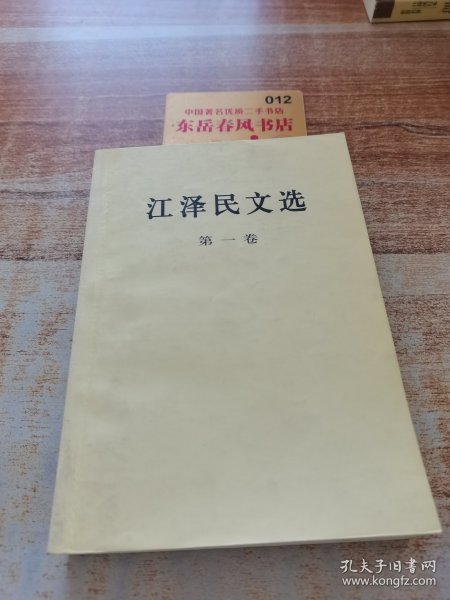 012
中国著名优质二手书店
东岳春风书店
江泽民文选
第一卷
孔夫子旧书网
www.kongfz.com